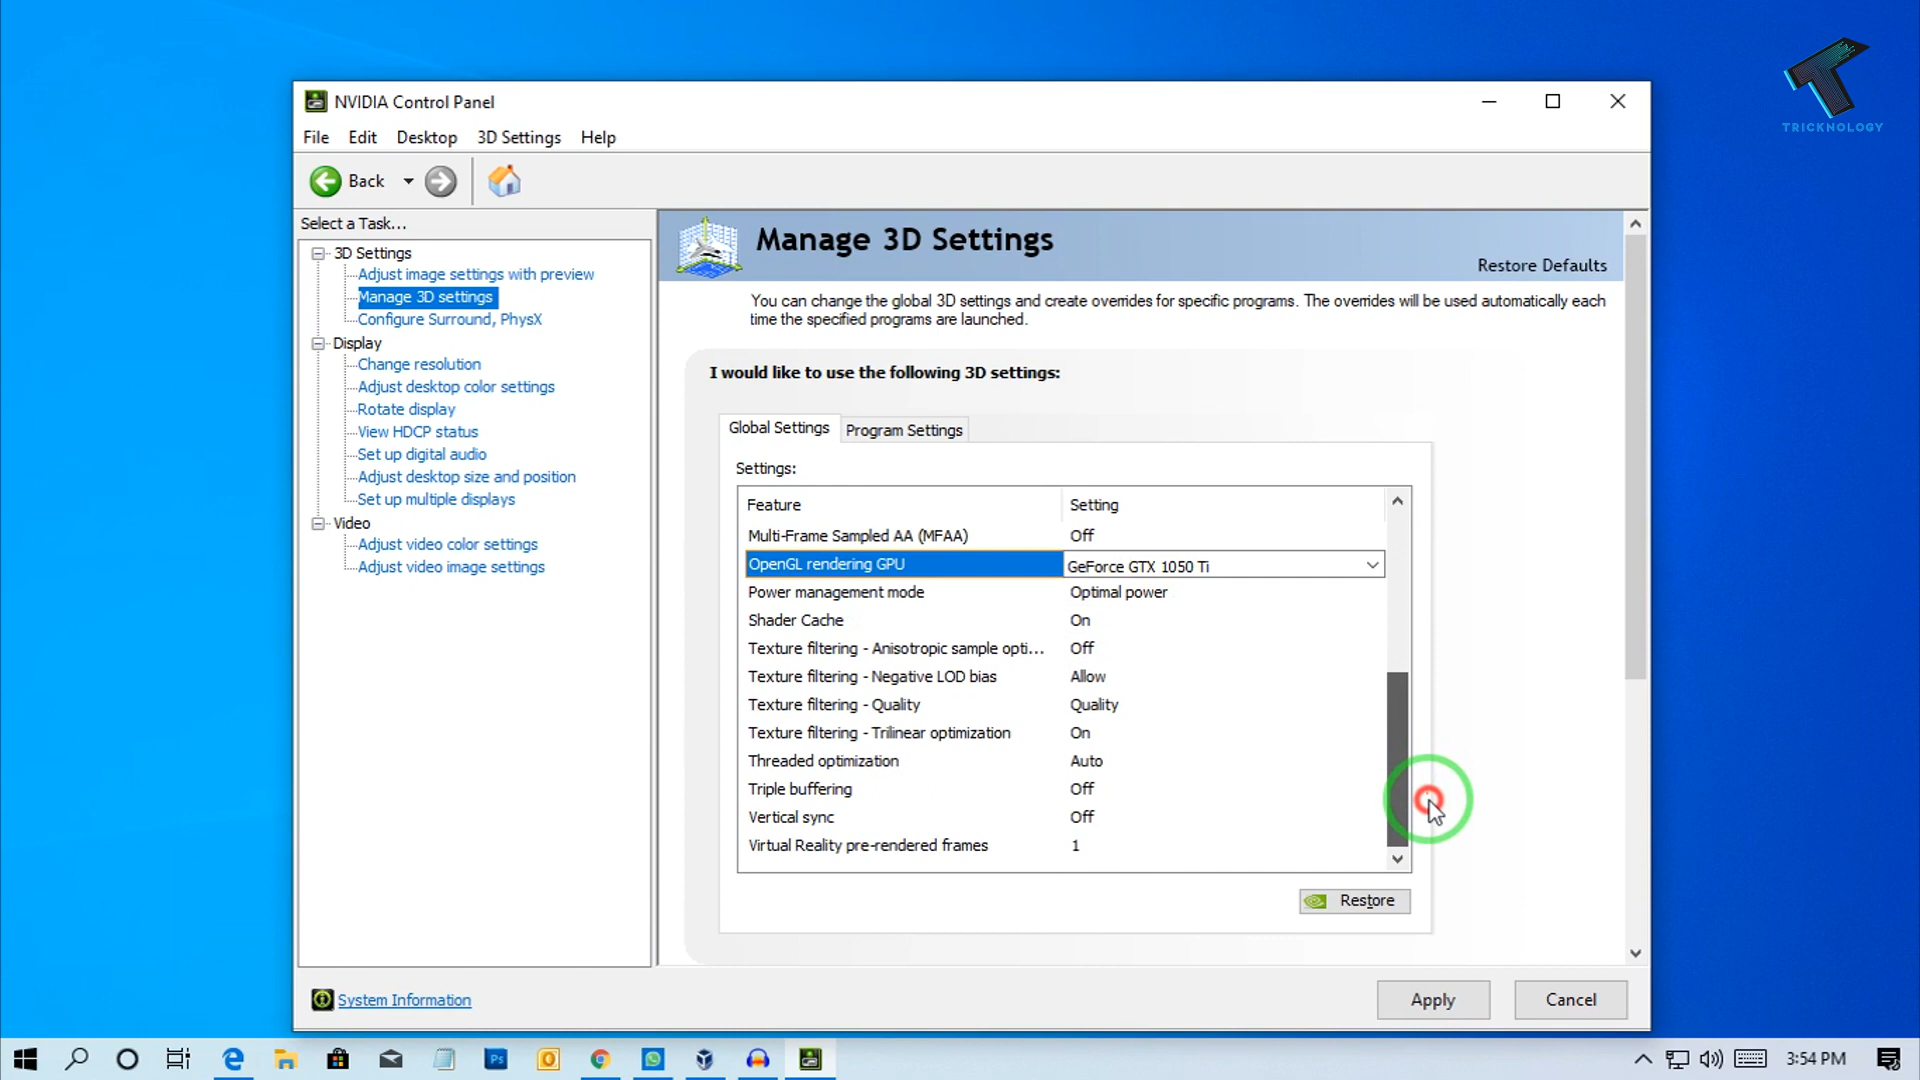 TRICKNOLOGY
NVIDIA Control Panel
File Edit Desktop 3D Settings Help
Back
Select a Task...
3D Settings
Adjust image settings with preview
Manage 3D settings
Configure Surround, PhysX
Display
Change resolution
Adjust desktop color settings
Rotate display
View HDCP status
Set up digital audio
Adjust desktop size and position
Set up multiple displays
Video
Adjust video color settings
Adjust video image settings
System Information
Manage 3D Settings
Restore Defaults
You can change the global 3D settings and create overrides for specific programs. The overrides will be used automatically each
time the specified programs are launched.
I would like to use the following 3D settings:
Global Settings Program Settings
Settings:
Feature Setting
Multi-Frame Sampled AA (MFAA) Off
OpenGL rendering GPU GeForce GTX 1050 Ti
Power management mode Optimal power
Shader Cache On
Texture filtering - Anisotropic sample opti... Off
Texture filtering - Negative LOD bias Allow
Texture filtering - Quality Quality
Texture filtering - Trilinear optimization On
Threaded optimization Auto
Triple buffering Off
Vertical sync Off
Virtual Reality pre-rendered frames 1
Restore
Apply Cancel
Ps
3:54 PM